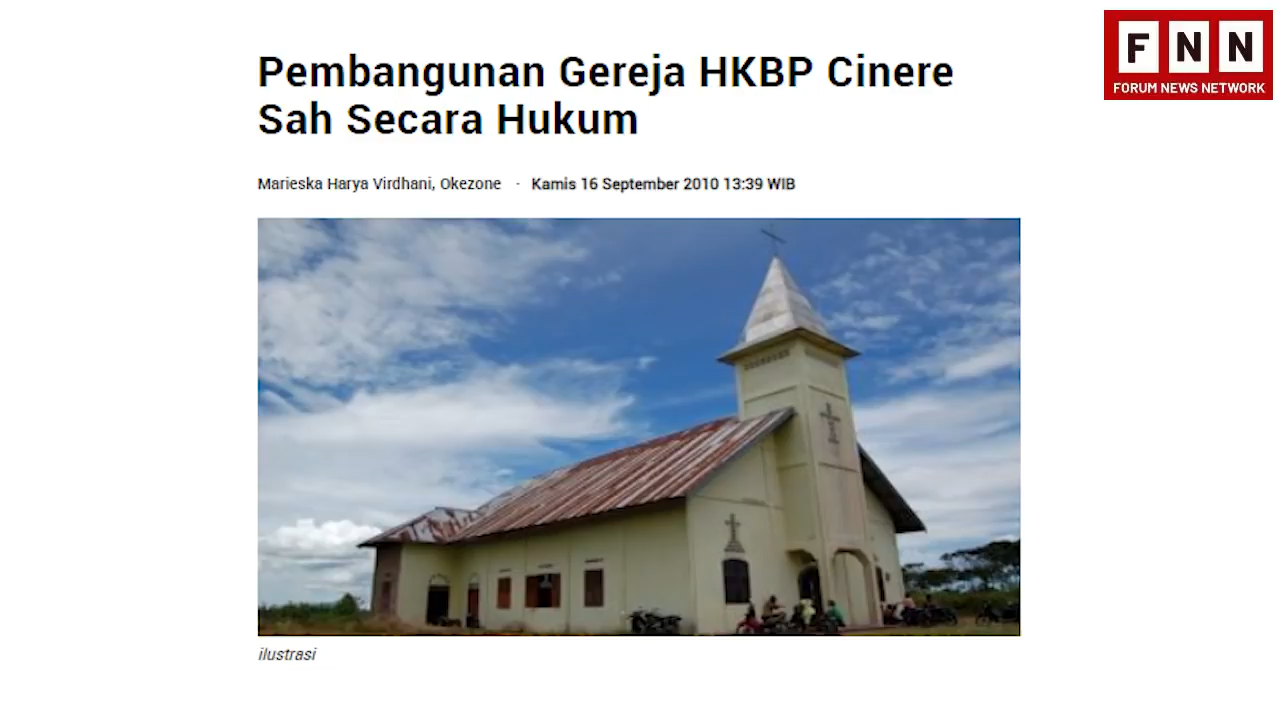 F N N
FORUM NEWS NETWORK
Pembangunan Gereja HKBP Cinere
Sah Secara Hukum
Marieska Harya Virdhani, Okezone · Kamis 16 September 2010 13:39 WIB
ilustrasi